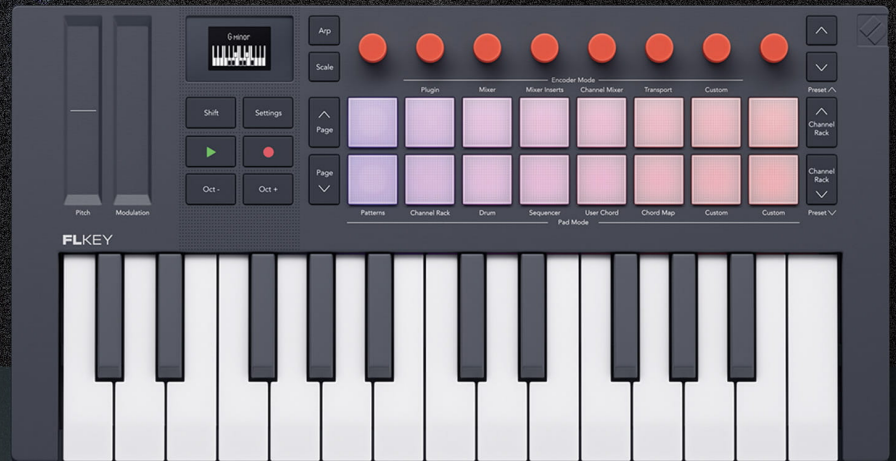 G MINOR
Arp
Scale
Encoder Mode
Plugin
Mixer
Mixer Inserts
Channel Mixer
Transport
Custom
Preset
Shift
Settings
Page
Channel
Rack
Page
Channel
Rack
Oct -
Oct +
Pitch
Modulation
Patterns
Channel Rack
Drum
Sequencer
User Chord
Chord Map
Custom
Custom
Preset
Pad Mode
FLKEY